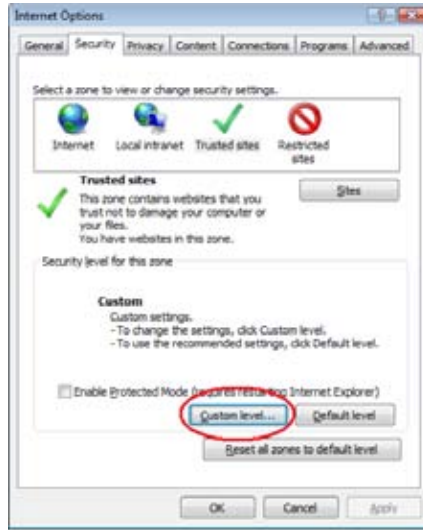 Internet Options
General Security Privacy Content Connections Programs Advanced
Select a zone to view or change security settings.
Internet Local intranet Trusted sites Restricted
sites
Trusted sites
Sites
This zone contains websites that you
trust not to damage your computer or
your files.
You have websites in this zone.
Security level for this zone
Custom
Custom settings.
- To change the settings, click Custom level.
- To use the recommended settings, click Default level.
Enable Protected Mode (requires restarting Internet Explorer)
Custom level... Default level
Reset all zones to default level
OK Cancel Apply